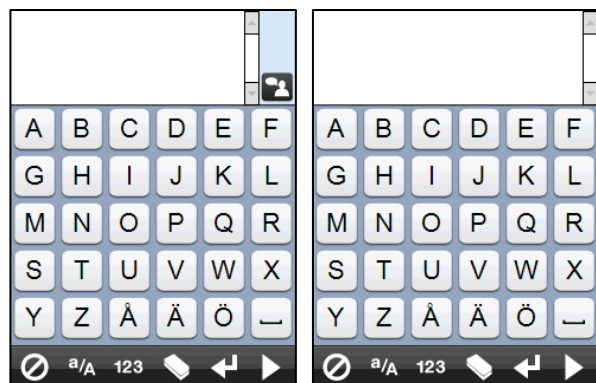 A B C D E F
G H I J K L
M N O P Q R
S T U V W X
Y Z Å Ä Ö
a/A 123
A B C D E F
G H I J K L
M N O P Q R
S T U V W X
Y Z Å Ä Ö
a/A 123